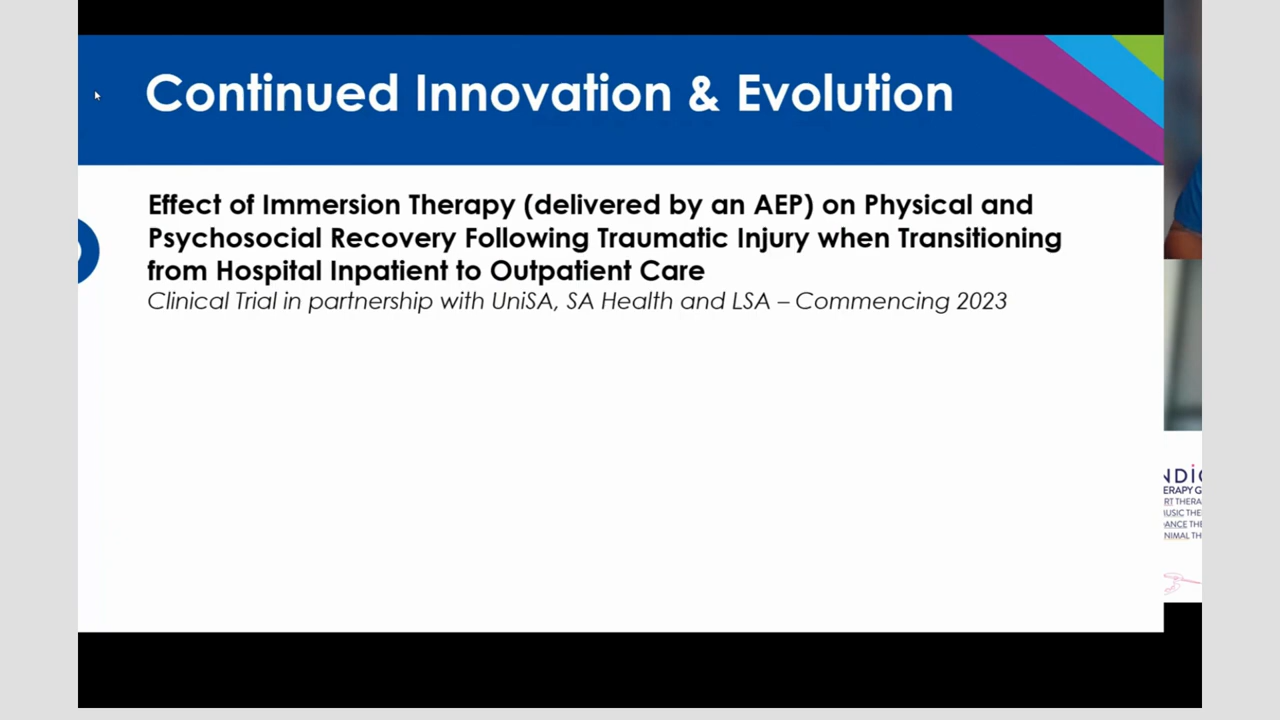 Continued Innovation & Evolution
Effect of Immersion Therapy (delivered by an AEP) on Physical and
Psychosocial Recovery Following Traumatic Injury when Transitioning
from Hospital Inpatient to Outpatient Care
Clinical Trial in partnership with UniSA, SA Health and LSA – Commencing 2023